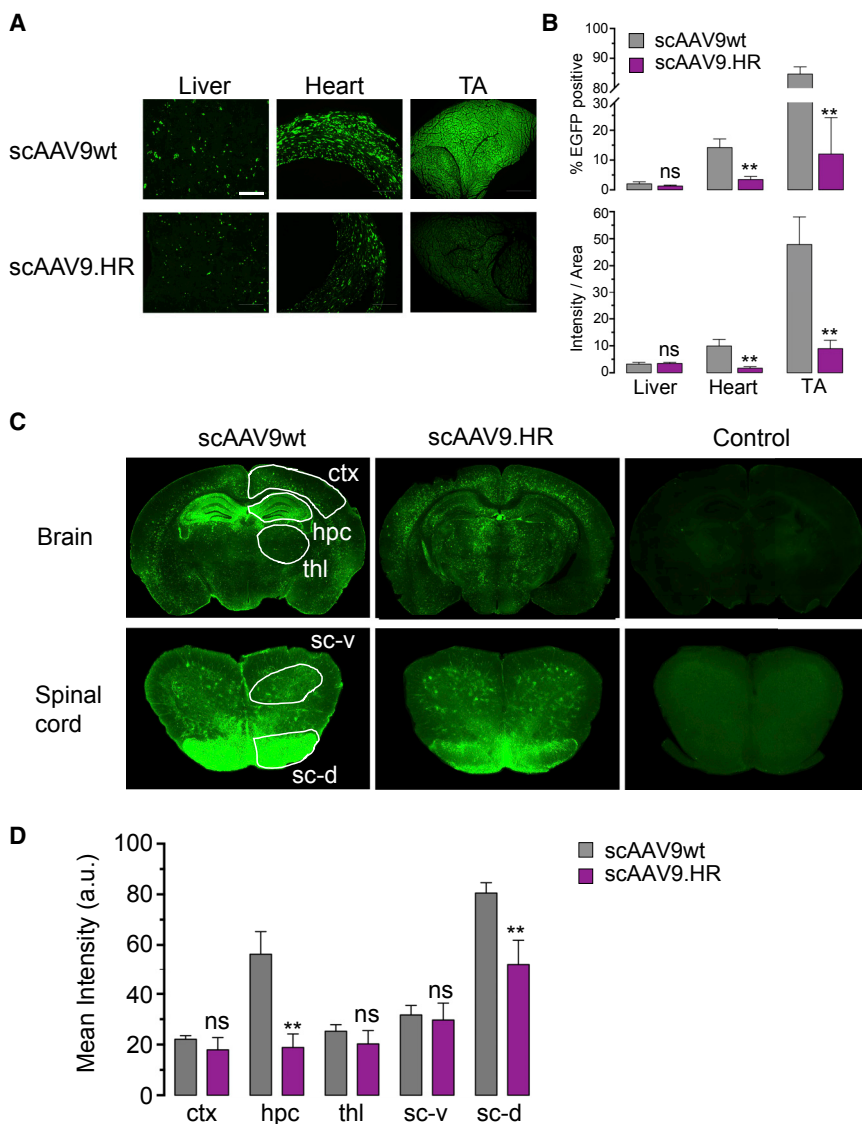 A
Liver Heart TA
scAAV9wt
scAAV9.HR
B
scAAV9wt
scAAV9.HR
% EGFP positive
100
90
80
30
20
10
0
ns
**
**
Intensity / Area
60
50
20
10
0
ns
**
**
Liver Heart TA
C
scAAV9wt scAAV9.HR Control
Brain
ctx
hpc
thl
Spinal
cord
sc-v
sc-d
D
Mean Intensity (a.u.)
100
80
60
40
20
0
scAAV9wt
scAAV9.HR
ns
**
ns
ns
**
ctx hpc thl sc-v sc-d